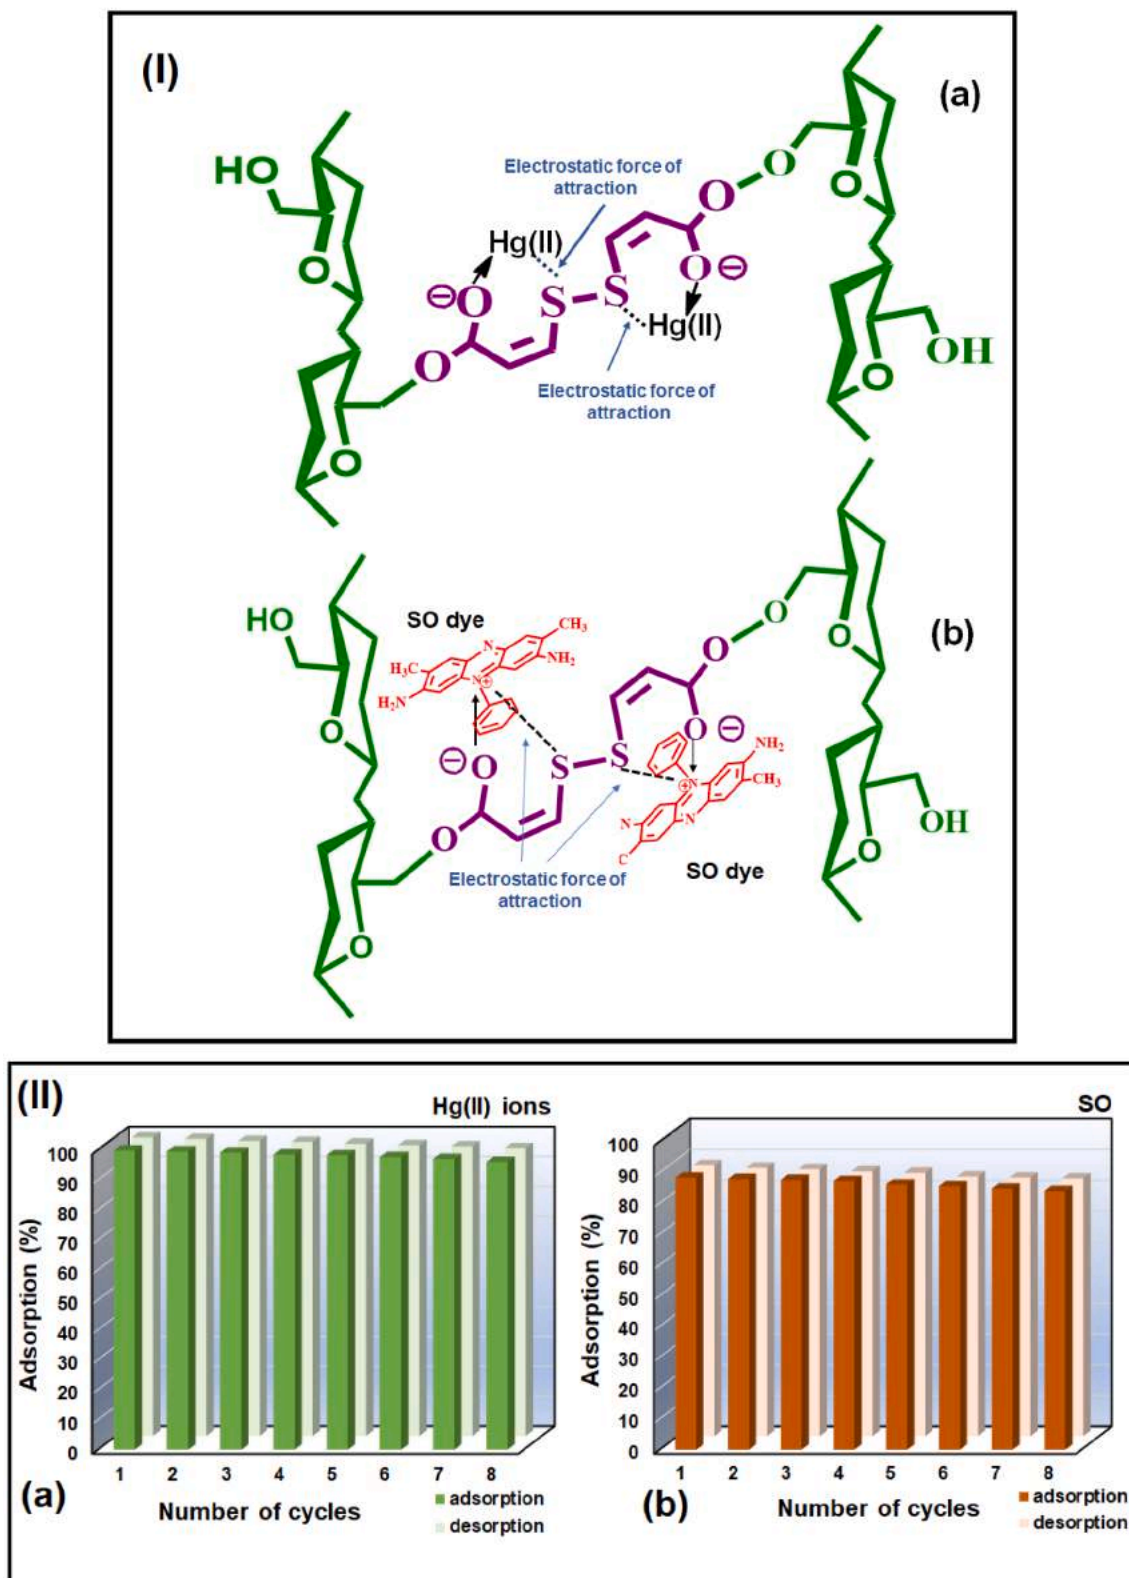 (I)
(a)
HO
O
O
O
Hg(II)
Electrostatic force of
attraction
⊖
O
S
S
O
⊖
Hg(II)
Electrostatic force of
attraction
O
O
O
O
OH
(b)
HO
O
O
SO dye
N
CH3
H3C
NH2
H2N
N
⊕
⊖
O
O
S
S
O
⊖
O
O
N
⊕
NH2
CH3
N
N
C
SO dye
Electrostatic force of
attraction
O
O
OH
(II)
Hg(II) ions
Adsorption (%)
100
90
80
70
60
50
40
30
20
10
0
1 2 3 4 5 6 7 8
(a)
Number of cycles
adsorption
desorption
SO
Adsorption (%)
100
90
80
70
60
50
40
30
20
10
0
1 2 3 4 5 6 7 8
(b)
Number of cycles
adsorption
desorption